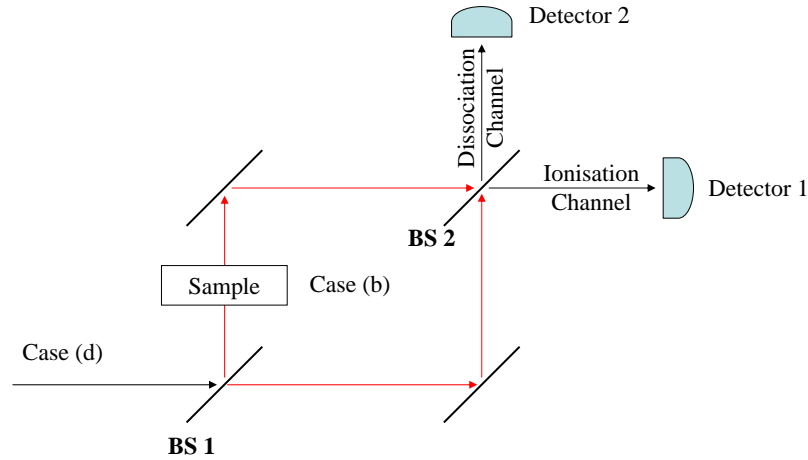 Detector 2
Dissociation
Channel
Ionisation
Channel
Detector 1
BS 2
Sample
Case (b)
Case (d)
BS 1